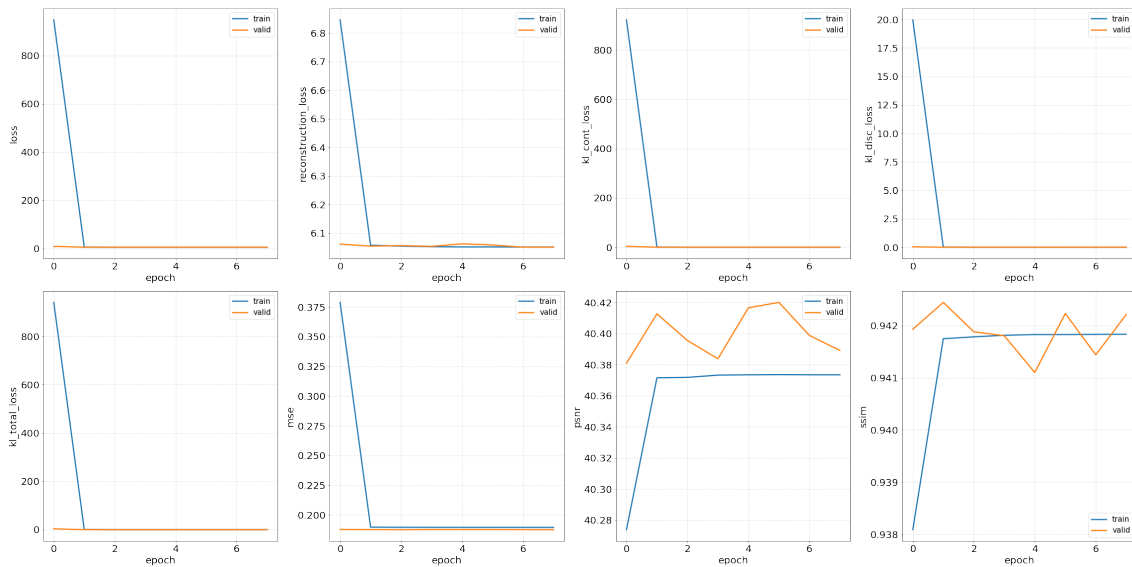 train
valid
800
600
400
200
0
loss
0 2 4 6
epoch
train
valid
6.8
6.7
6.6
6.5
6.4
6.3
6.2
6.1
reconstruction_loss
0 2 4 6
epoch
train
valid
800
600
400
200
0
kl_cont_loss
0 2 4 6
epoch
train
valid
20.0
17.5
15.0
12.5
10.0
7.5
5.0
2.5
0.0
kl_disc_loss
0 2 4 6
epoch
train
valid
800
600
400
200
0
kl_total_loss
0 2 4 6
epoch
train
valid
0.375
0.350
0.325
0.300
0.275
0.250
0.225
0.200
mse
0 2 4 6
epoch
train
valid
40.42
40.40
40.38
40.36
40.34
40.32
40.30
40.28
psnr
0 2 4 6
epoch
0.942
0.941
0.940
0.939
0.938
ssim
train
valid
0 2 4 6
epoch